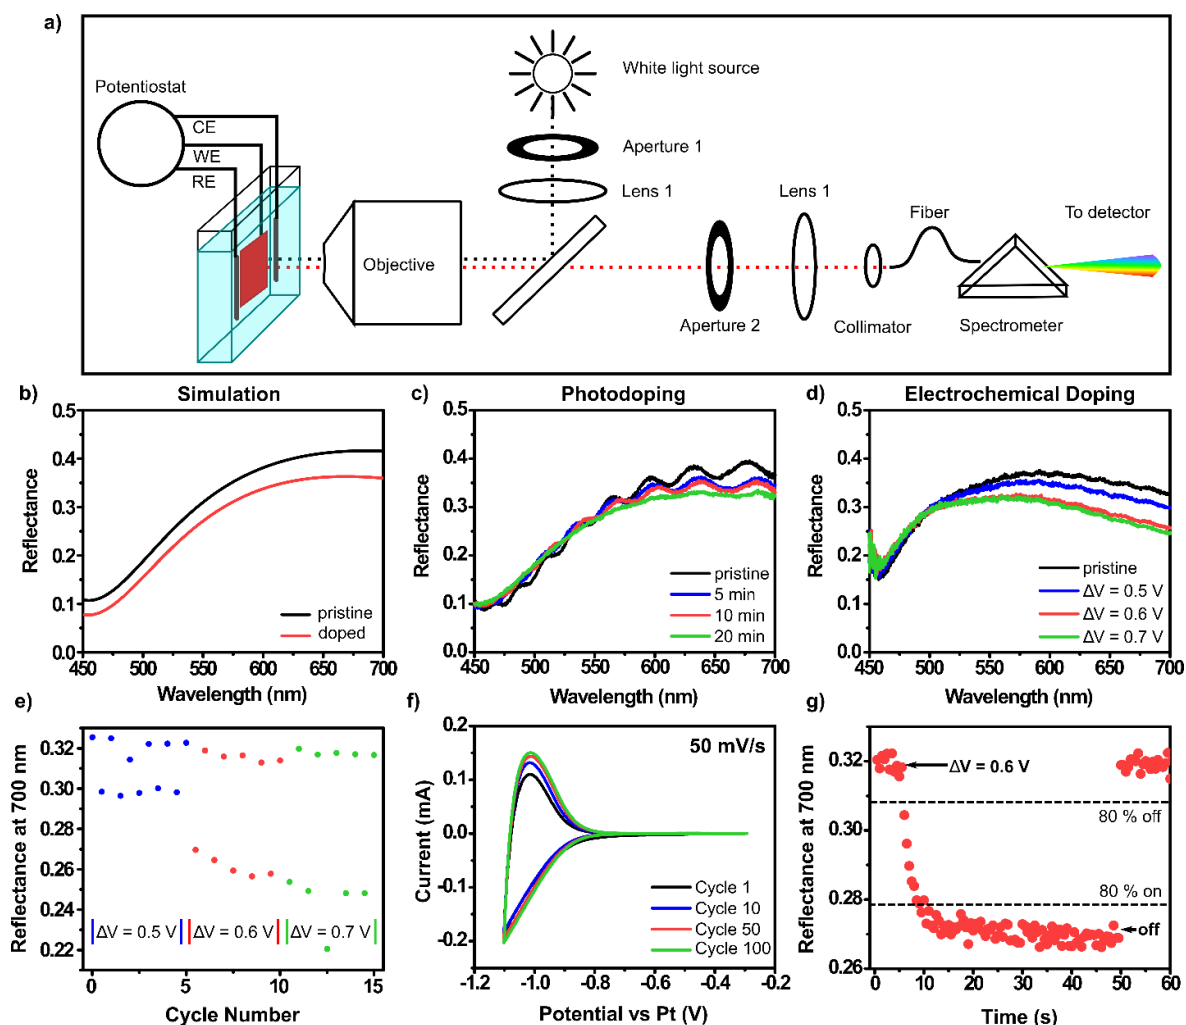 a)
White light source
Potentiostat
CE
Aperture 1
WE
RE
Lens 1
Lens 1
Fiber
To detector
Objective
Aperture 2
Collimator
Spectrometer
b)
Simulation
Reflectance
0.5
0.4
0.3
0.2
0.1
0.0
pristine
doped
450 500 550 600 650 700
Wavelength (nm)
c)
Photodoping
Reflectance
0.5
0.4
0.3
0.2
0.1
0.0
pristine
5 min
10 min
20 min
450 500 550 600 650 700
Wavelength (nm)
d)
Electrochemical Doping
Reflectance
0.5
0.4
0.3
0.2
0.1
0.0
pristine
ΔV = 0.5 V
ΔV = 0.6 V
ΔV = 0.7 V
450 500 550 600 650 700
Wavelength (nm)
e)
Reflectance at 700 nm
0.32
0.30
0.28
0.26
0.24
0.22
ΔV = 0.5 V ΔV = 0.6 V ΔV = 0.7 V
0 5 10 15
Cycle Number
f)
50 mV/s
Current (mA)
0.2
0.1
0.0
-0.1
-0.2
Cycle 1
Cycle 10
Cycle 50
Cycle 100
-1.2 -1.0 -0.8 -0.6 -0.4 -0.2
Potential vs Pt (V)
g)
Reflectance at 700 nm
0.32
0.30
0.28
0.26
ΔV = 0.6 V
80 % off
80 % on
off
0 10 20 30 40 50 60
Time (s)